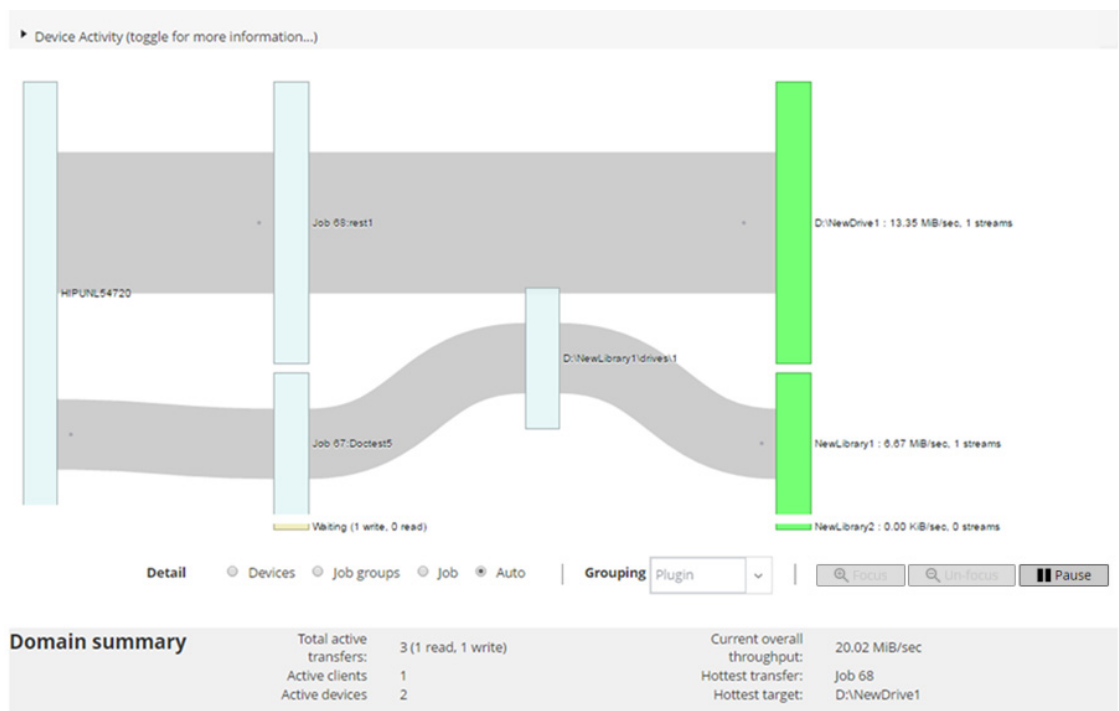 Device Activity (toggle for more information...)
Job 68:rest1
D:\NewDrive1 : 13.35 MiB/sec, 1 streams
HIPUNL54720
D:\NewLibrary1\drives\1
Job 67:Doctest5
NewLibrary1 : 6.67 MiB/sec, 1 streams
Waiting (1 write, 0 read)
NewLibrary2 : 0.00 KiB/sec, 0 streams
Detail Devices Job groups Job Auto | Grouping Plugin | Focus Un-focus Pause
Domain summary
Total active transfers: 3 (1 read, 1 write)
Active clients 1
Active devices 2
Current overall throughput: 20.02 MiB/sec
Hottest transfer: Job 68
Hottest target: D:\NewDrive1